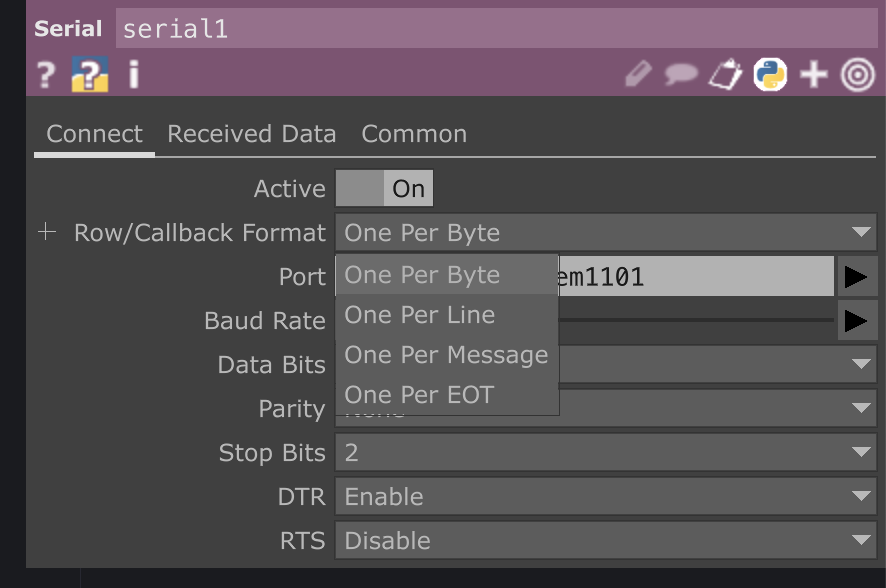 Serial serial1
? ? i
Connect Received Data Common
Active On
+ Row/Callback Format One Per Byte
Port One Per Byte em1101
Baud Rate One Per Line
One Per Message
Data Bits
One Per EOT
Parity None
Stop Bits 2
DTR Enable
RTS Disable